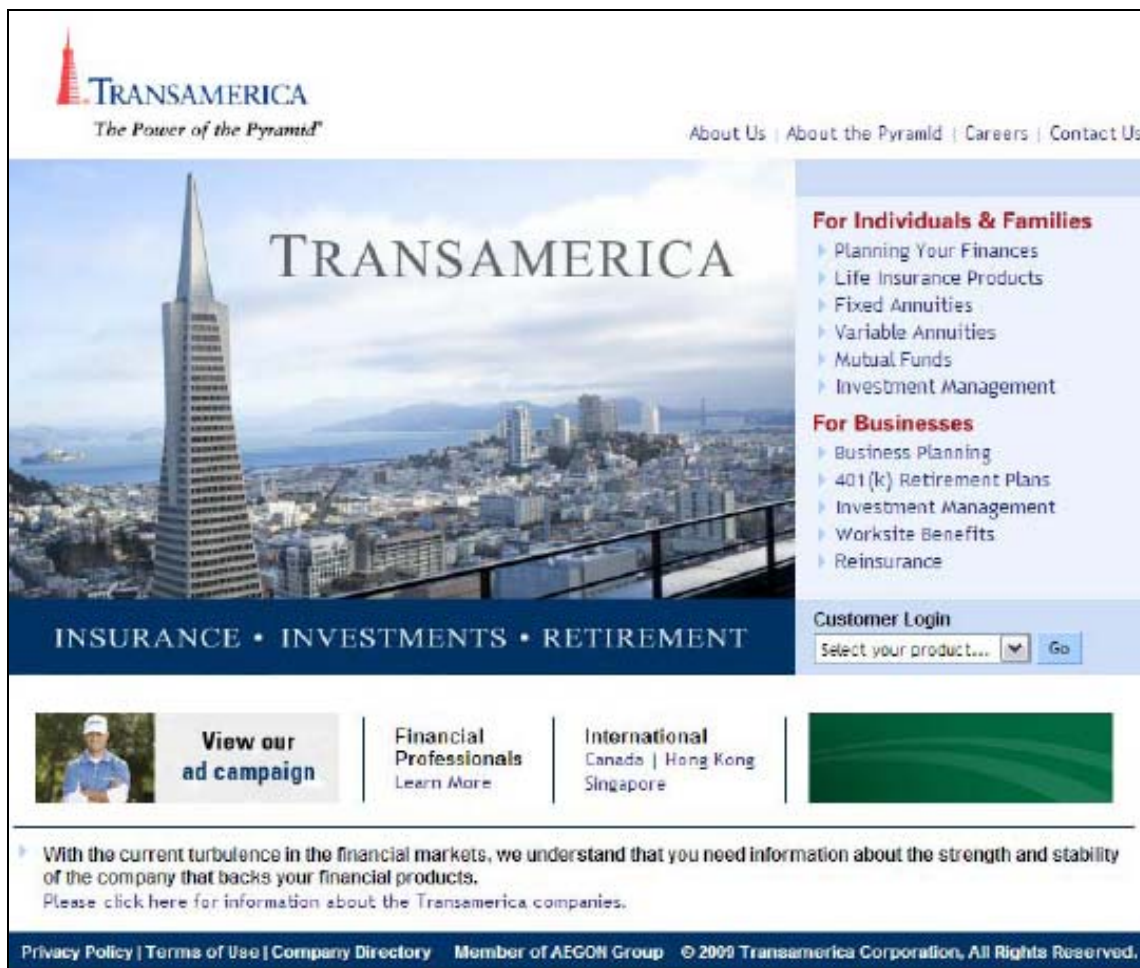 TRANSAMERICA
The Power of the Pyramid®
About Us | About the Pyramid | Careers | Contact Us
TRANSAMERICA
INSURANCE • INVESTMENTS • RETIREMENT
For Individuals & Families
Planning Your Finances
Life Insurance Products
Fixed Annuities
Variable Annuities
Mutual Funds
Investment Management
For Businesses
Business Planning
401(k) Retirement Plans
Investment Management
Worksite Benefits
Reinsurance
Customer Login
Select your product... Go
View our
ad campaign
Financial
Professionals
Learn More
International
Canada | Hong Kong
Singapore
With the current turbulence in the financial markets, we understand that you need information about the strength and stability
of the company that backs your financial products.
Please click here for information about the Transamerica companies.
Privacy Policy | Terms of Use | Company Directory Member of AEGON Group © 2009 Transamerica Corporation, All Rights Reserved.